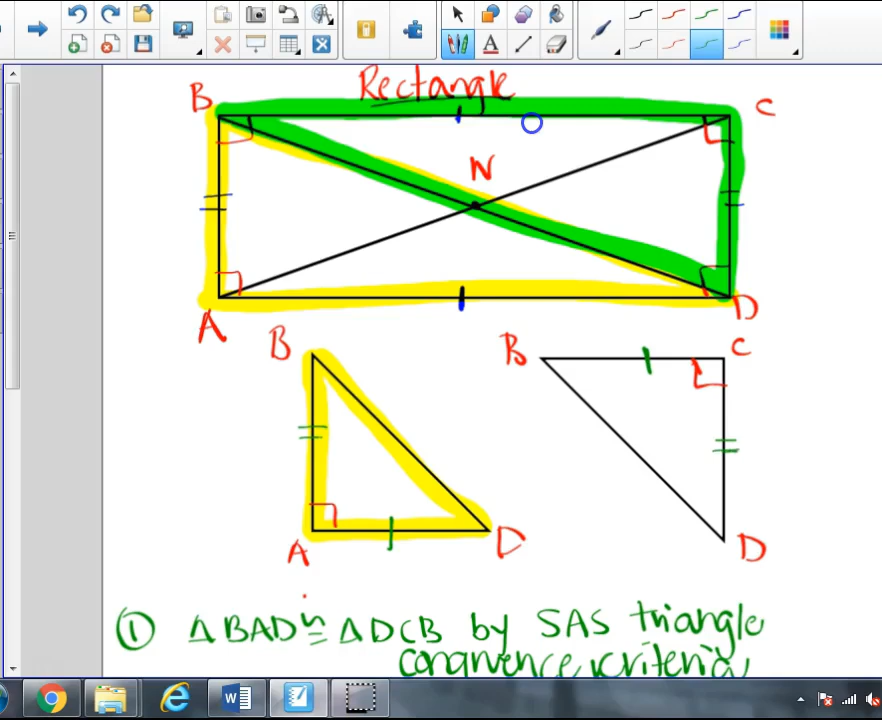 Rectangle
B
C
N
A
D
B
B
C
A
D
D
① ΔBAD ≅ ΔDCB by SAS triangle
congruence criteria